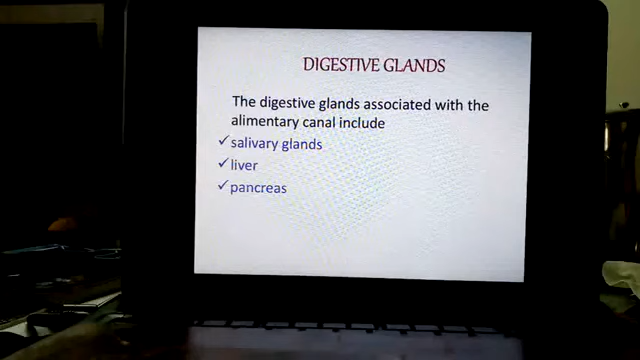 DIGESTIVE GLANDS
The digestive glands associated with the
alimentary canal include
✓salivary glands
✓liver
✓pancreas